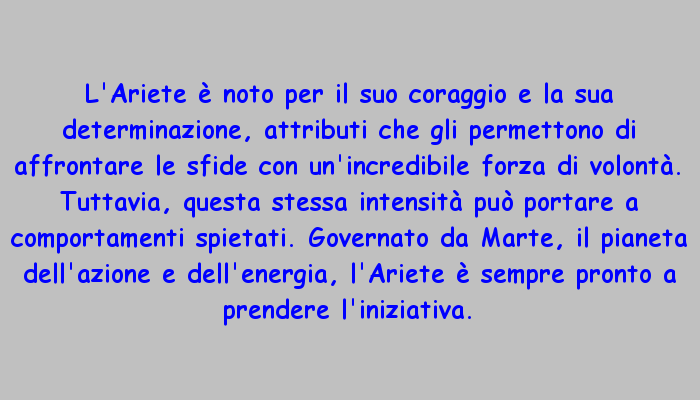 L'Ariete è noto per il suo coraggio e la sua
determinazione, attributi che gli permettono di
affrontare le sfide con un'incredibile forza di volontà.
Tuttavia, questa stessa intensità può portare a
comportamenti spietati. Governato da Marte, il pianeta
dell'azione e dell'energia, l'Ariete è sempre pronto a
prendere l'iniziativa.